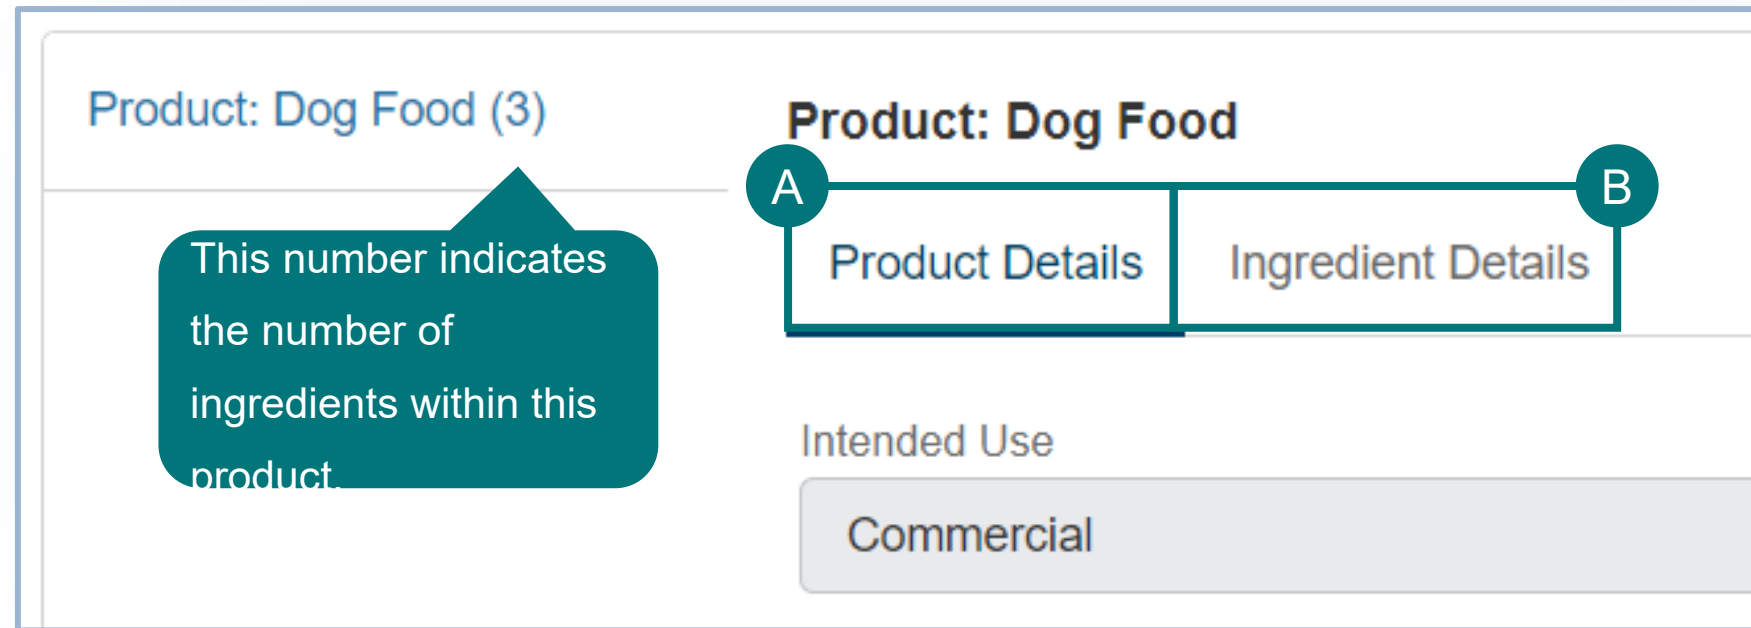 Product: Dog Food (3)
This number indicates
the number of
ingredients within this
product.
Product: Dog Food
A
B
Product Details
Ingredient Details
Intended Use
Commercial